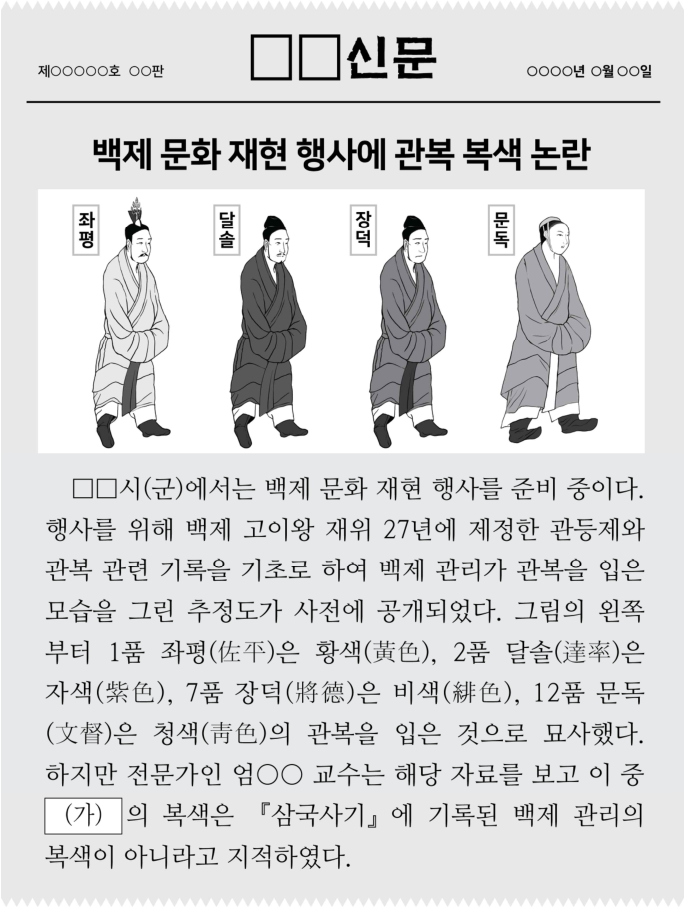 제○○○○○호 ○○판
□□신문
○○○○년 ○월 ○○일
백제 문화 재현 행사에 관복 복색 논란
좌평
달솔
장덕
문독
□□시(군)에서는 백제 문화 재현 행사를 준비 중이다.
행사를 위해 백제 고이왕 재위 27년에 제정한 관등제와
관복 관련 기록을 기초로 하여 백제 관리가 관복을 입은
모습을 그린 추정도가 사전에 공개되었다. 그림의 왼쪽
부터 1품 좌평(佐平)은 황색(黃色), 2품 달솔(達率)은
자색(紫色), 7품 장덕(將德)은 비색(緋色), 12품 문독
(文督)은 청색(靑色)의 관복을 입은 것으로 묘사했다.
하지만 전문가인 엄○○ 교수는 해당 자료를 보고 이 중
(가) 의 복색은 『삼국사기』에 기록된 백제 관리의
복색이 아니라고 지적하였다.